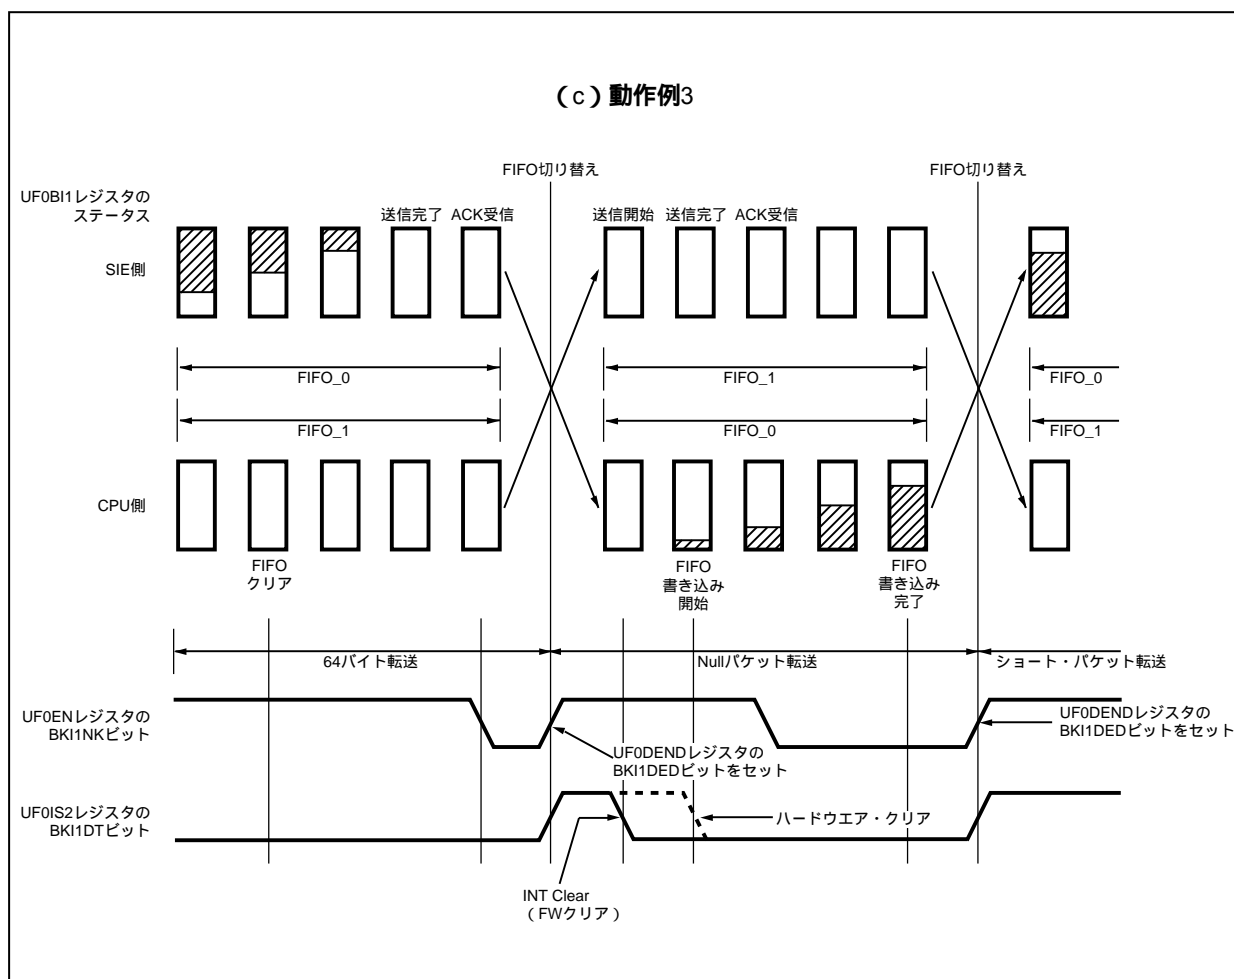 （c）動作例3
FIFO切り替え
FIFO切り替え
UF0BI1レジスタの
ステータス
送信完了
ACK受信
送信開始
送信完了
ACK受信
SIE側
FIFO_0
FIFO_1
FIFO_0
FIFO_1
FIFO_0
FIFO_1
CPU側
FIFO
クリア
FIFO
書き込み
開始
FIFO
書き込み
完了
64バイト転送
Nullパケット転送
ショート・パケット転送
UF0ENレジスタの
BKI1NKビット
UF0DENDレジスタの
BKI1DEDビットをセット
UF0DENDレジスタの
BKI1DEDビットをセット
UF0IS2レジスタの
BKI1DTビット
ハードウエア・クリア
INT Clear
（FWクリア）